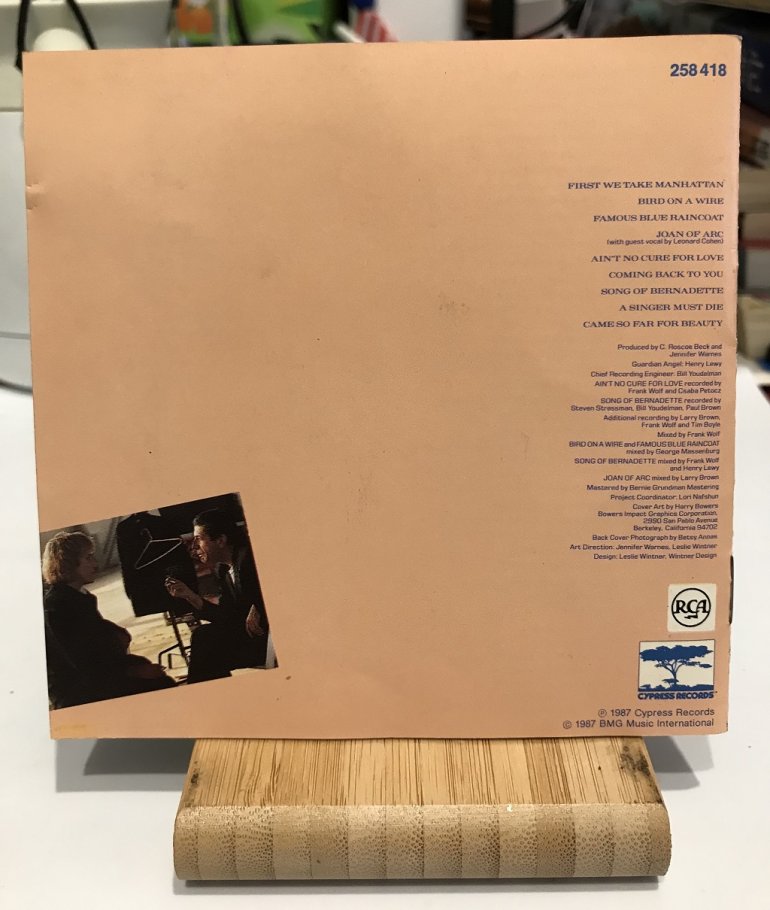 258 418
FIRST WE TAKE MANHATTAN
BIRD ON A WIRE
FAMOUS BLUE RAINCOAT
JOAN OF ARC
(with guest vocal by Leonard Cohen)
AIN'T NO CURE FOR LOVE
COMING BACK TO YOU
SONG OF BERNADETTE
A SINGER MUST DIE
CAME SO FAR FOR BEAUTY
Produced by C. Roscoe Beck and
Jennifer Warnes
Guardian Angel: Henry Lewy
Chief Recording Engineer: Bill Youdelman
AIN'T NO CURE FOR LOVE recorded by
Frank Wolf and Csaba Petocz
SONG OF BERNADETTE recorded by
Steven Strassman, Bill Youdelman, Paul Brown
Additional recording by Larry Brown,
Frank Wolf and Tim Boyle
Mixed by Frank Wolf
BIRD ON A WIRE and FAMOUS BLUE RAINCOAT
mixed by George Massenburg
SONG OF BERNADETTE mixed by Frank Wolf
and Henry Lewy
JOAN OF ARC mixed by Larry Brown
Mastered by Bernie Grundman Mastering
Project Coordinator: Lori Nafshun
Cover Art by Harry Bowers
Bowers Impact Graphics Corporation,
2990 San Pablo Avenue
Berkeley, California 94702
Back Cover Photograph by Betsy Annas
Art Direction: Jennifer Warnes, Leslie Wintner
Design: Leslie Wintner, Wintner Design
RCA
CYPRESS RECORDS
℗ 1987 Cypress Records
© 1987 BMG Music International